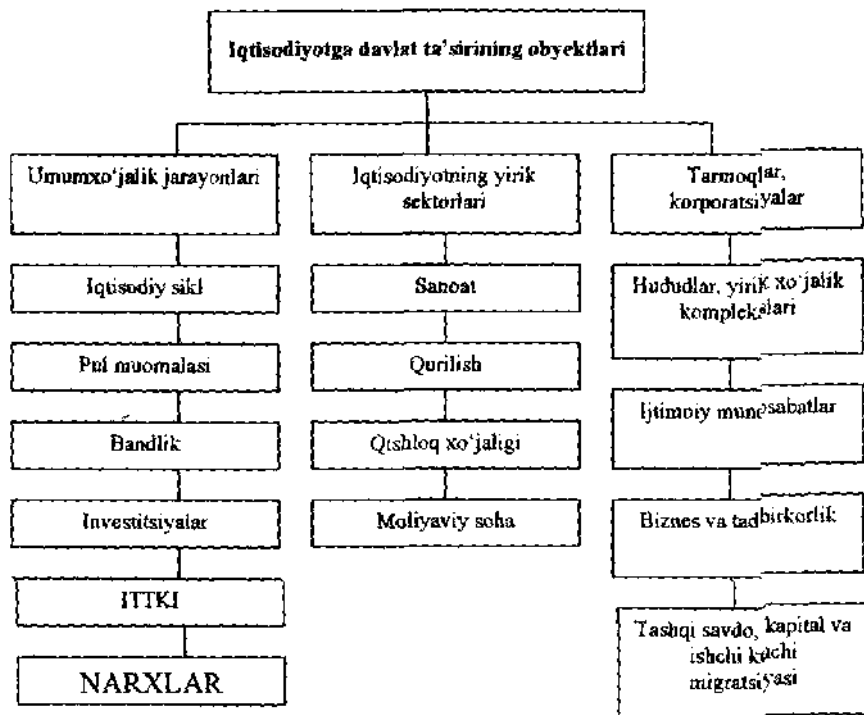 Iqtisodiyotga davlat ta’sirining obyektlari
Umumxo‘jalik jarayonlari
Iqtisodiy sikl
Pul muomalasi
Bandlik
Investitsiyalar
ITTKI
NARXLAR
Iqtisodiyotning yirik
sektorlari
Sanoat
Qurilish
Qishloq xo‘jaligi
Moliyaviy soha
Tarmoqlar,
korporatsiyalar
Hududlar, yirik xo‘jalik
komplekslari
Ijtimoiy munosabatlar
Biznes va tadbirkorlik
Tashqi savdo, kapital va
ishchi kuchi
migratsiyasi